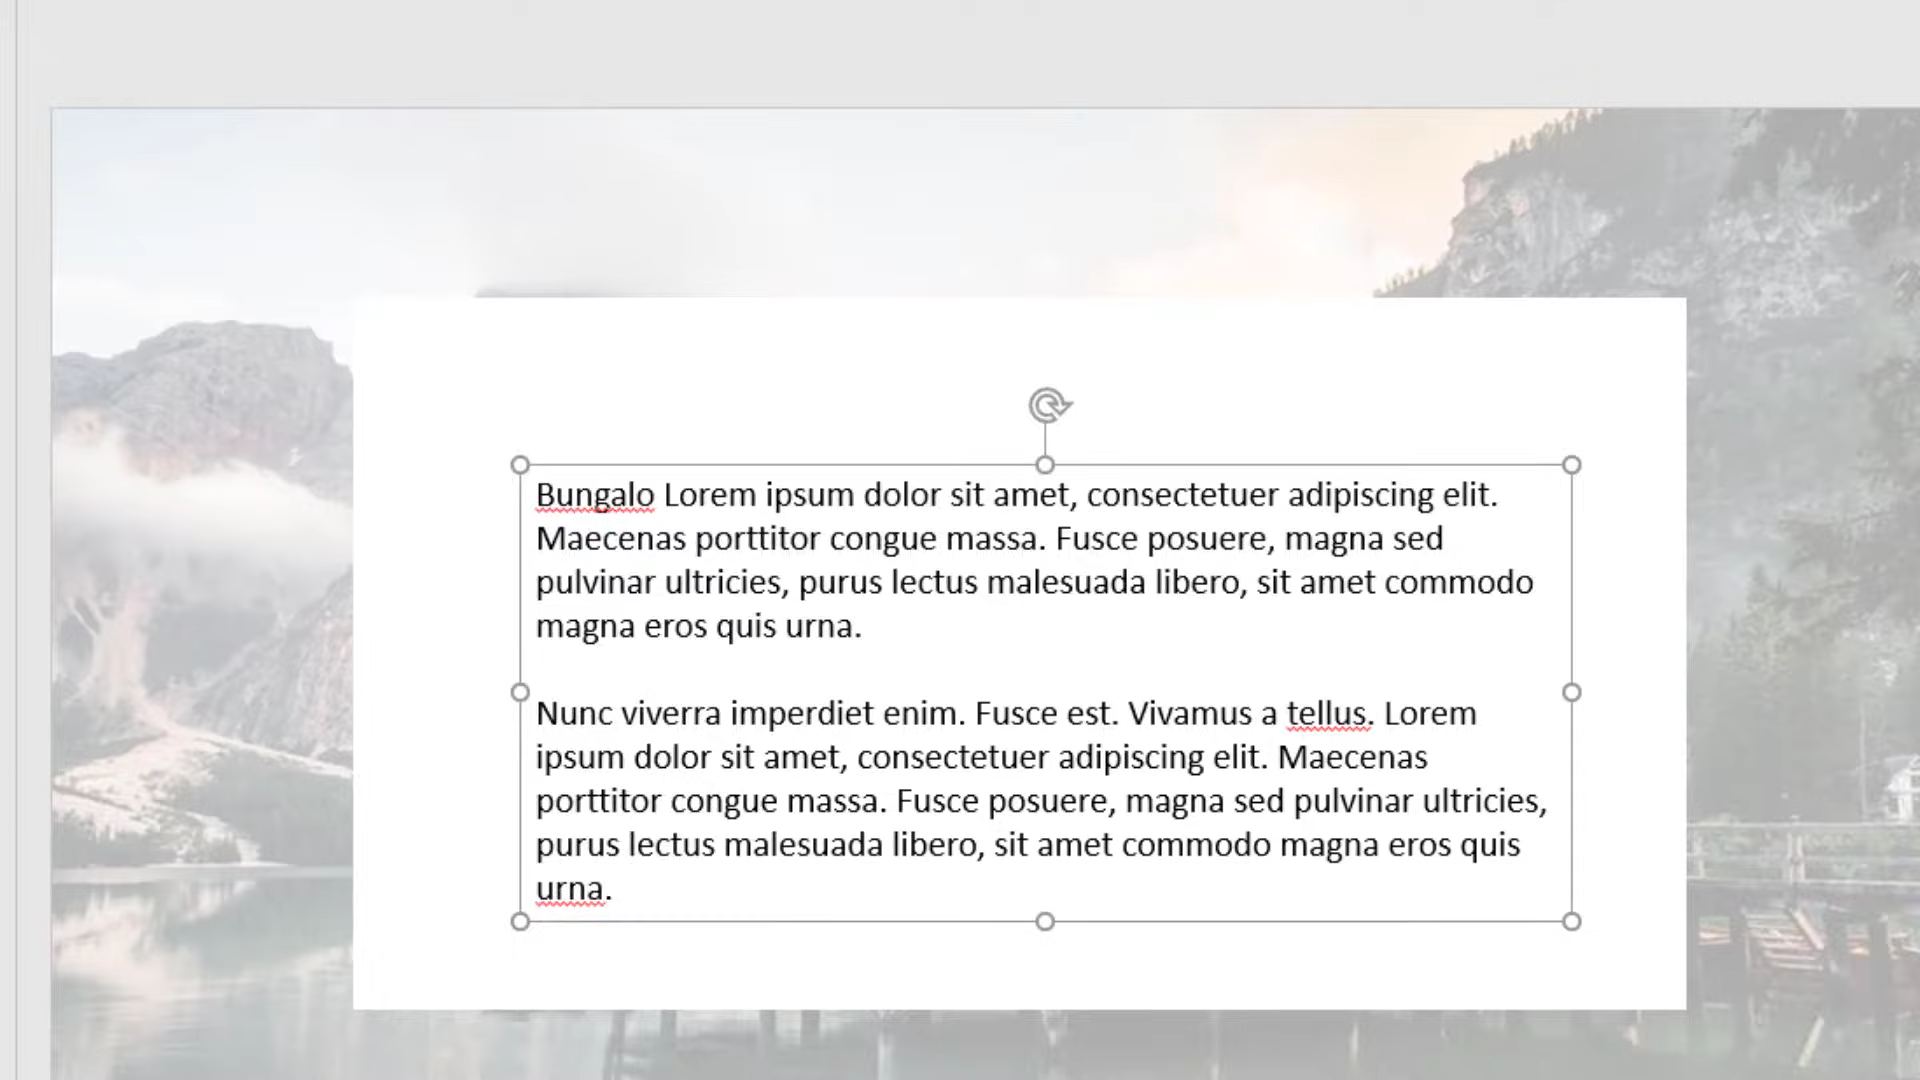 Bungalo Lorem ipsum dolor sit amet, consectetuer adipiscing elit.
Maecenas porttitor congue massa. Fusce posuere, magna sed
pulvinar ultricies, purus lectus malesuada libero, sit amet commodo
magna eros quis urna.
Nunc viverra imperdiet enim. Fusce est. Vivamus a tellus. Lorem
ipsum dolor sit amet, consectetuer adipiscing elit. Maecenas
porttitor congue massa. Fusce posuere, magna sed pulvinar ultricies,
purus lectus malesuada libero, sit amet commodo magna eros quis
urna.